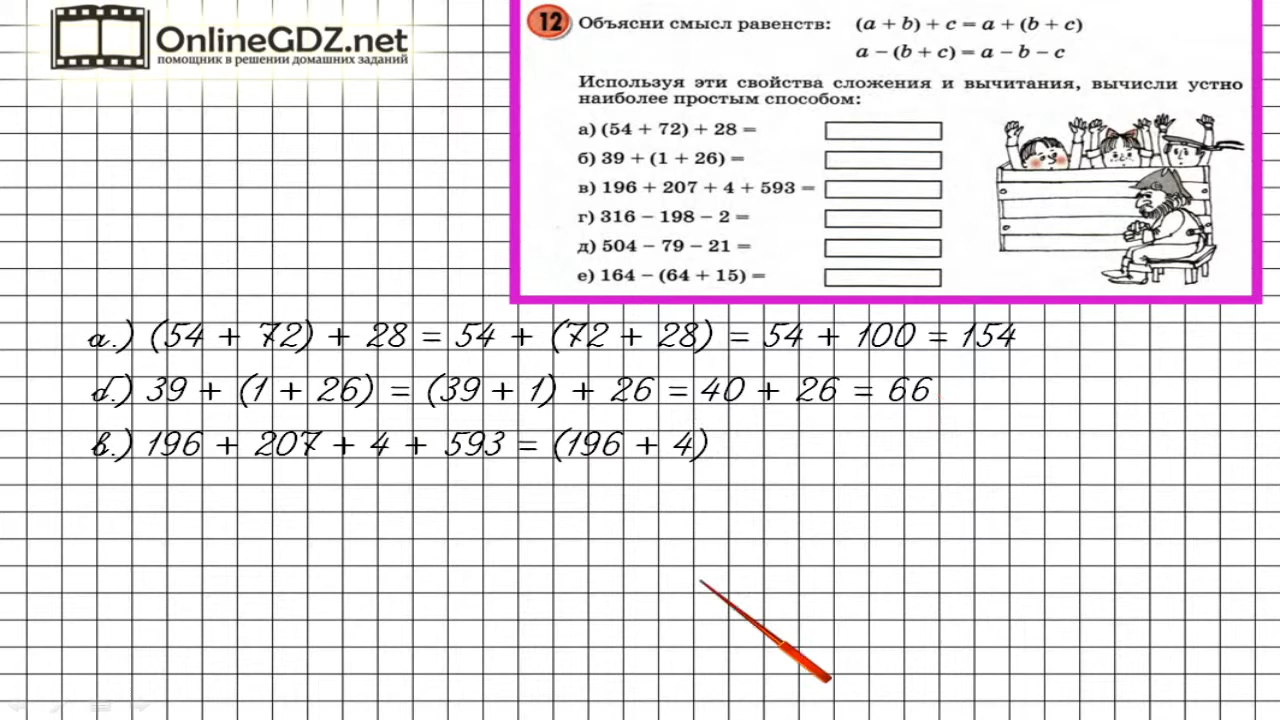 OnlineGDZ.net
помощник в решении домашних заданий
12 Объясни смысл равенств: (a + b) + c = a + (b + c)
a − (b + c) = a − b − c
Используя эти свойства сложения и вычитания, вычисли устно
наиболее простым способом:
а) (54 + 72) + 28 =
б) 39 + (1 + 26) =
в) 196 + 207 + 4 + 593 =
г) 316 − 198 − 2 =
д) 504 − 79 − 21 =
е) 164 − (64 + 15) =
а.) (54 + 72) + 28 = 54 + (72 + 28) = 54 + 100 = 154
б.) 39 + (1 + 26) = (39 + 1) + 26 = 40 + 26 = 66
в.) 196 + 207 + 4 + 593 = (196 + 4)